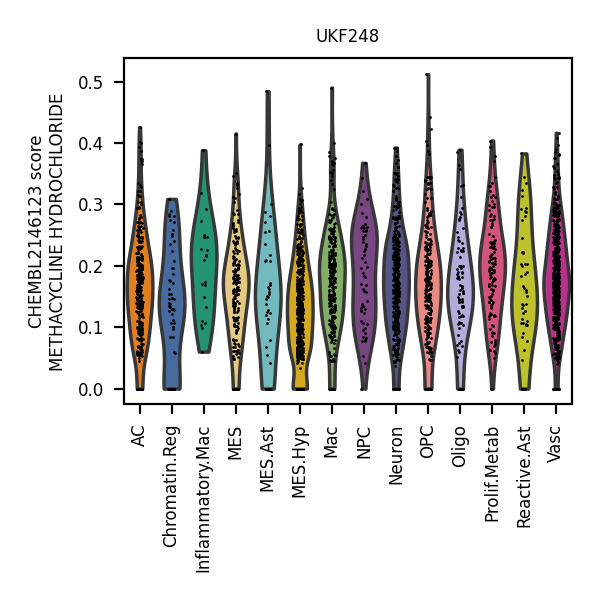 UKF248
CHEMBL2146123 score
METHACYCLINE HYDROCHLORIDE
0.5
0.4
0.3
0.2
0.1
0.0
AC
Chromatin.Reg
Inflammatory.Mac
MES
MES.Ast
MES.Hyp
Mac
NPC
Neuron
OPC
Oligo
Prolif.Metab
Reactive.Ast
Vasc